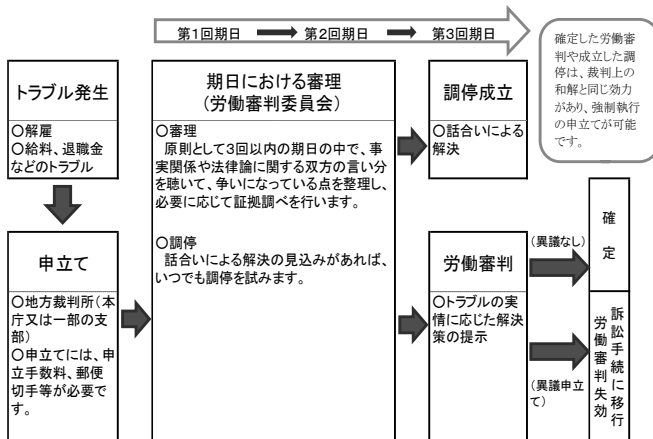 第1回期日 第2回期日 第3回期日
確定した労働審
判や成立した調
停は、裁判上の
和解と同じ効力
があり、強制執行
の申立てが可能
です。
トラブル発生
○解雇
○給料、退職金
などのトラブル
期日における審理
(労働審判委員会)
○審理
原則として3回以内の期日の中で、事
実関係や法律論に関する双方の言い分
を聴いて、争いになっている点を整理し、
必要に応じて証拠調べを行います。
○調停
話合いによる解決の見込みがあれば、
いつでも調停を試みます。
調停成立
○話合いによる
解決
申立て
○地方裁判所(本
庁又は一部の支
部)
○申立てには、申
立手数料、郵便
切手等が必要で
す。
労働審判
○トラブルの実
情に応じた解決
策の提示
(異議なし)
確定
(異議申立
て)
訴訟手続に移行
労働審判失効